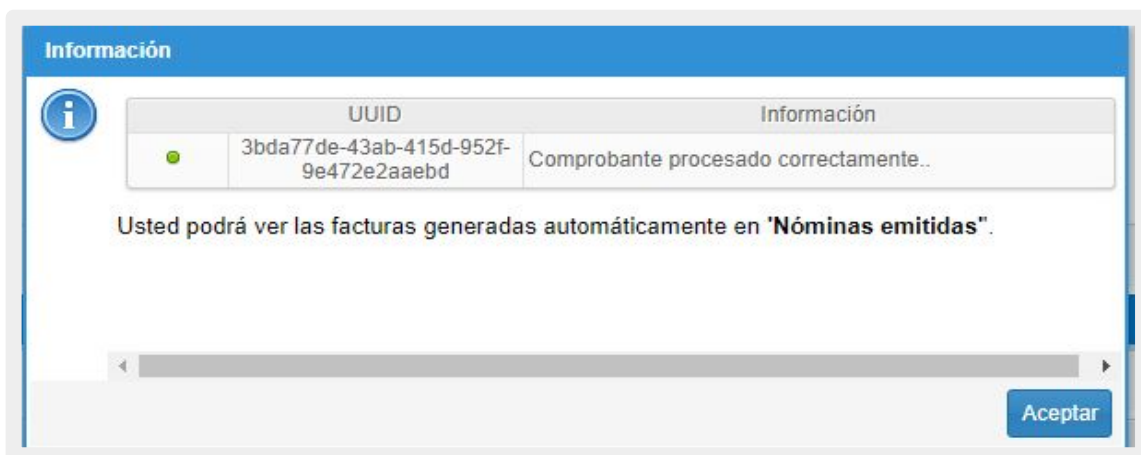 Información
UUID
Información
3bda77de-43ab-415d-952f-
9e472e2aaebd
Comprobante procesado correctamente..
Usted podrá ver las facturas generadas automáticamente en 'Nóminas emitidas".
Aceptar